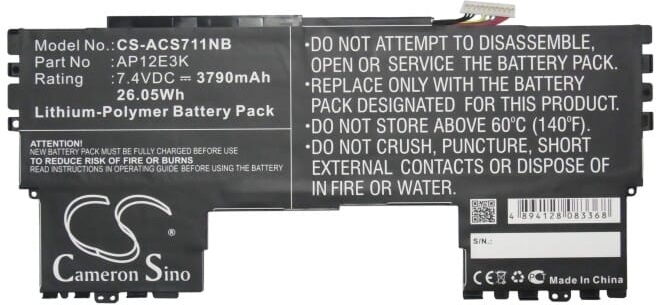 Model No.: CS-ACS711NB
Part No : AP12E3K
Rating : 7.4VDC ⎓ 3790mAh
26.05Wh
Lithium-Polymer Battery Pack
ATTENTION!
NEW BATTERY PACK MUST BE FULLY CHARGED BEFORE USE
TO REDUCE RISK OF FIRE OR BURNS
READ INSTRUCTIONS IN OPERATING GUIDE BEFORE USING THE BATTERY
CS
Cameron Sino
•DO NOT ATTEMPT TO DISASSEMBLE,
OPEN OR SERVICE THE BATTERY PACK.
•REPLACE ONLY WITH THE BATTERY
PACK DESIGNATED FOR THIS PRODUCT.
•DO NOT STORE ABOVE 60°C (140°F).
•DO NOT CRUSH, PUNCTURE, SHORT
EXTERNAL CONTACTS OR DISPOSE OF
IN FIRE OR WATER.
4 894128 083368
S/N.:
CE Made in China